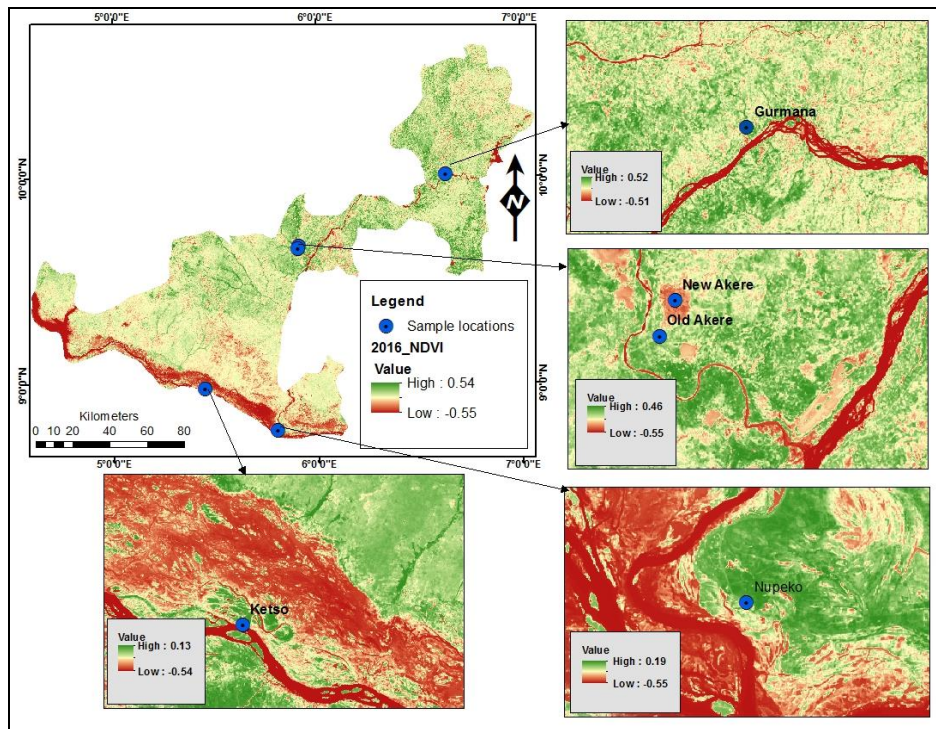 5°0'0"E
6°0'0"E
7°0'0"E
10°0'0"N
10°0'0"N
N
Legend
Sample locations
2016_NDVI
Value
High : 0.54
Low : -0.55
9°0'0"N
9°0'0"N
Kilometers
0 10 20 40 60 80
5°0'0"E
6°0'0"E
7°0'0"E
Gurmana
Value
High : 0.52
Low : -0.51
New Akere
Old Akere
Value
High : 0.46
Low : -0.55
Ketso
Value
High : 0.13
Low : -0.54
Nupeko
Value
High : 0.19
Low : -0.55